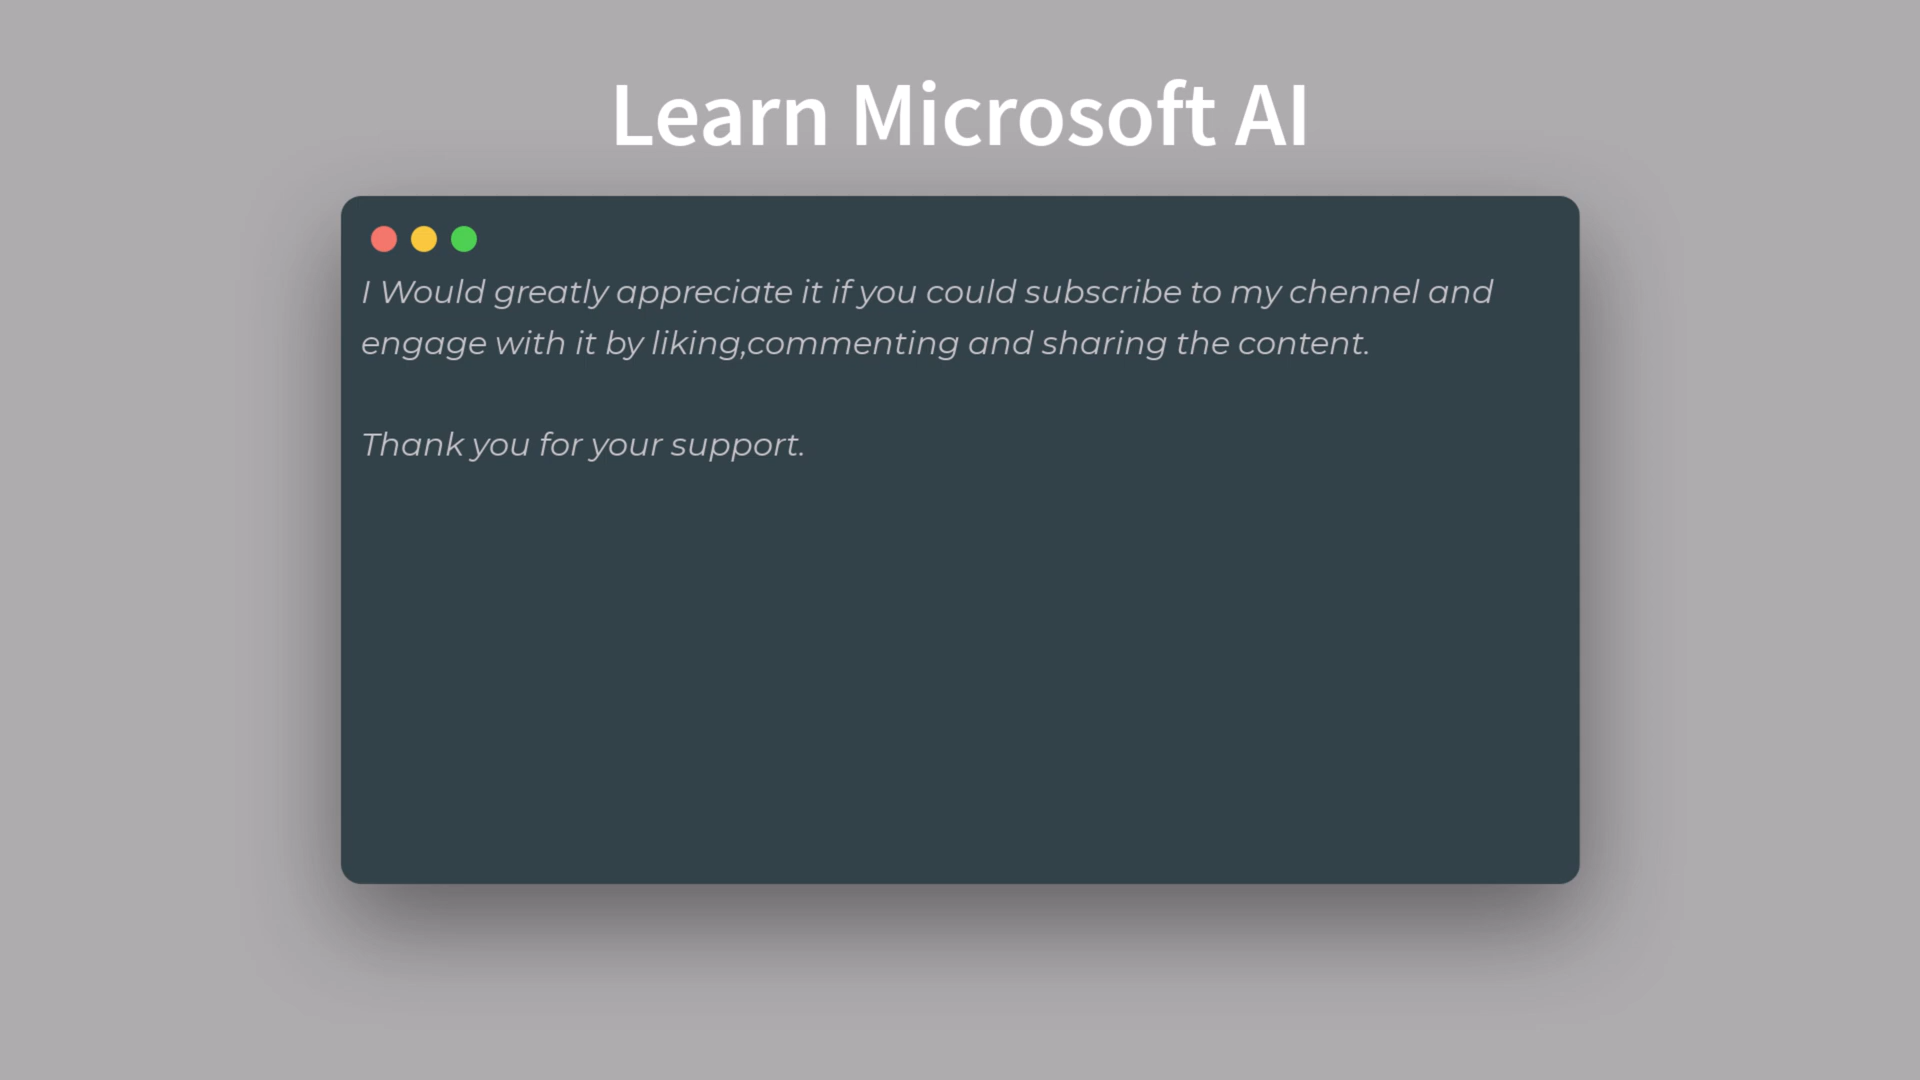 Learn Microsoft AI
I Would greatly appreciate it if you could subscribe to my chennel and
engage with it by liking,commenting and sharing the content.
Thank you for your support.